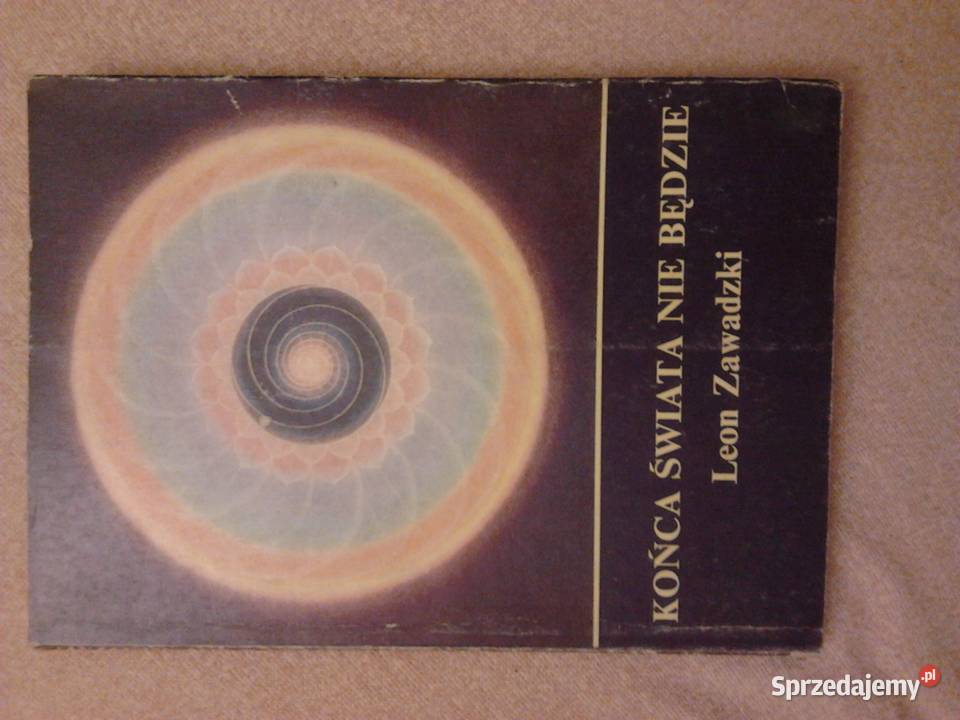 KOŃCA ŚWIATA NIE BĘDZIE
Leon Zawadzki
Sprzedajemy.pl